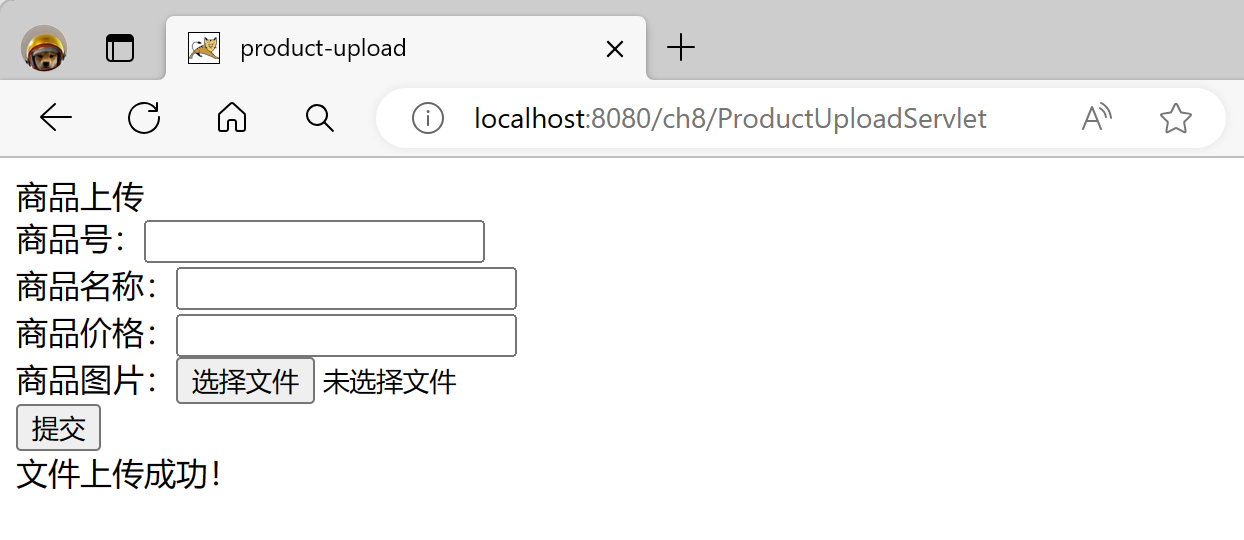 product-upload
localhost:8080/ch8/ProductUploadServlet
商品上传
商品号：
商品名称：
商品价格：
商品图片： 选择文件 未选择文件
提交
文件上传成功！